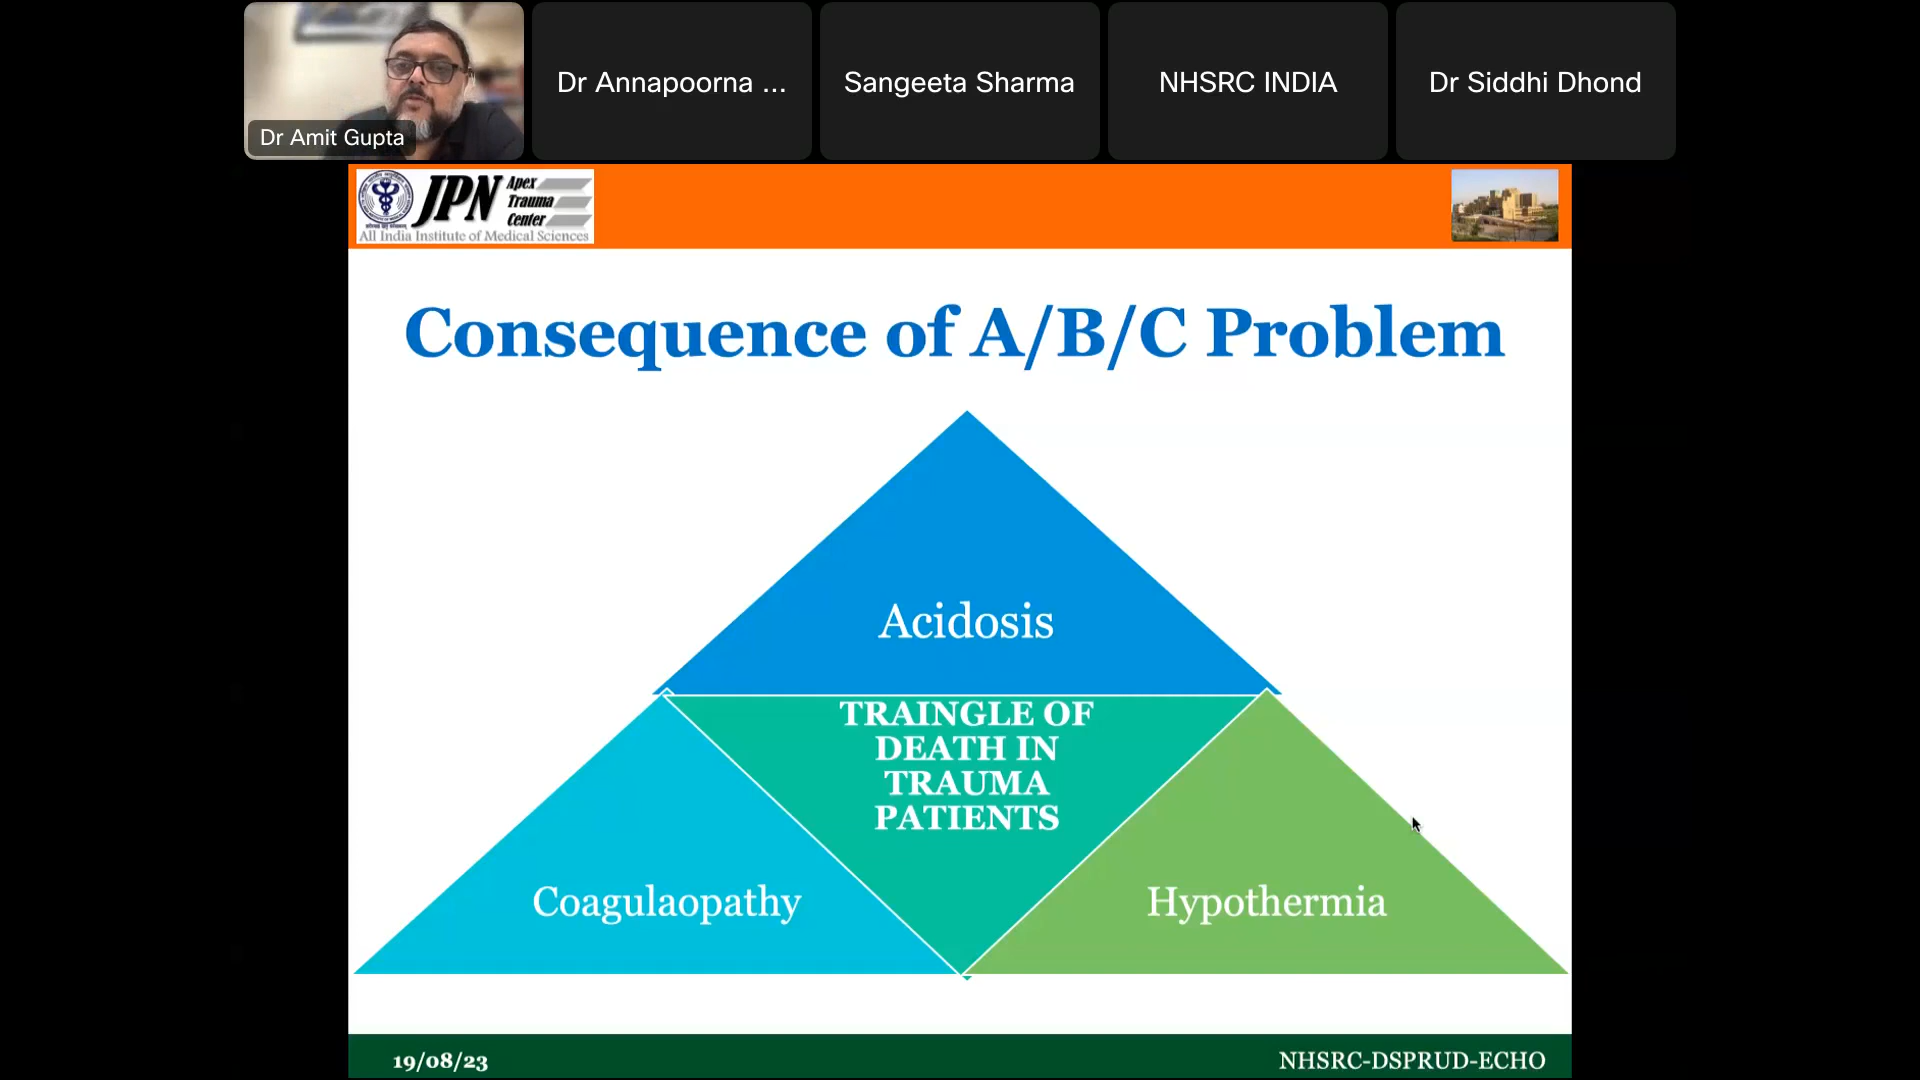 Dr Amit Gupta
Dr Annapoorna ...
Sangeeta Sharma
NHSRC INDIA
Dr Siddhi Dhond
JPN
Apex
Trauma
Center
All India Institute of Medical Sciences
Consequence of A/B/C Problem
Acidosis
TRAINGLE OF
DEATH IN
TRAUMA
PATIENTS
Coagulaopathy
Hypothermia
19/08/23
NHSRC-DSPRUD-ECHO